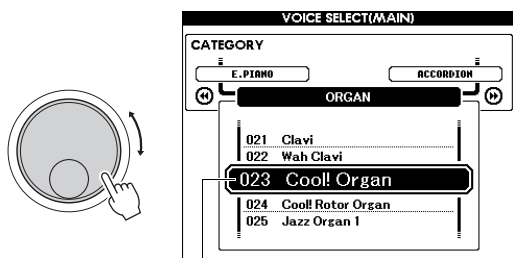 VOICE SELECT(MAIN)
CATEGORY
E.PIANO ACCORDION
ORGAN
021 Clavi
022 Wah Clavi
023 Cool! Organ
024 Cool! Rotor Organ
025 Jazz Organ 1